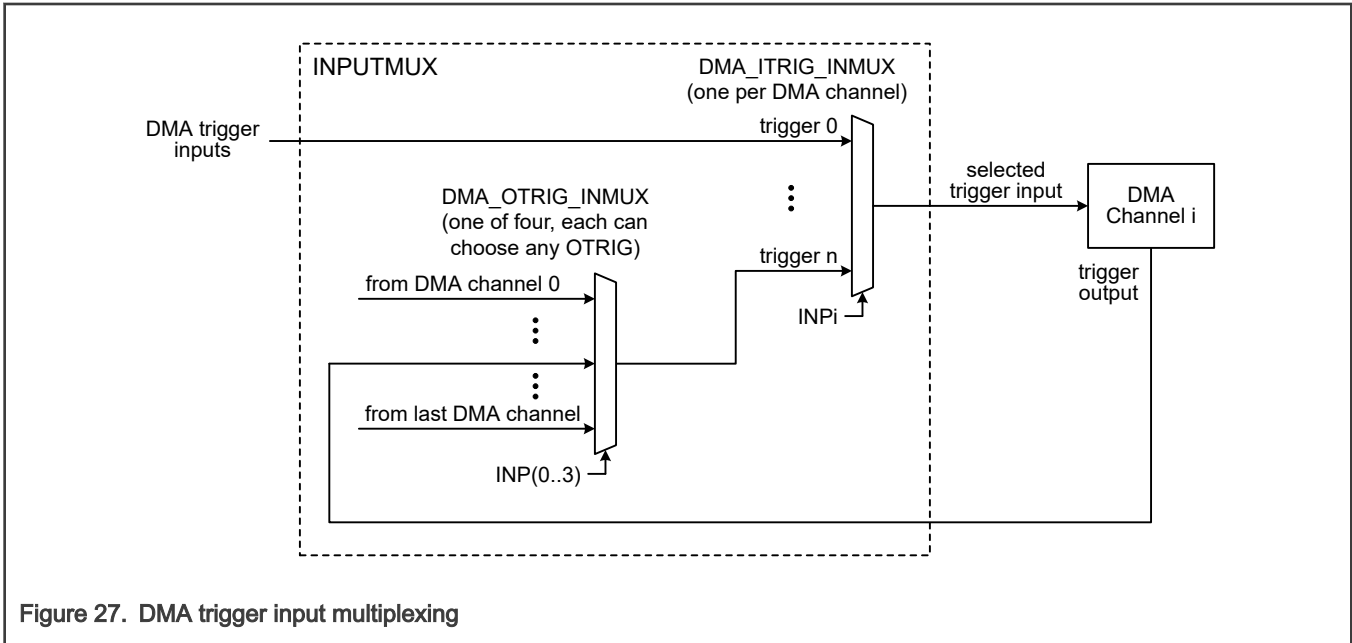 INPUTMUX
DMA_ITRIG_INMUX
(one per DMA channel)
DMA trigger
inputs
trigger 0
selected
trigger input
DMA
Channel i
DMA_OTRIG_INMUX
(one of four, each can
choose any OTRIG)
trigger n
trigger
output
from DMA channel 0
INPi
from last DMA channel
INP(0..3)
Figure 27. DMA trigger input multiplexing